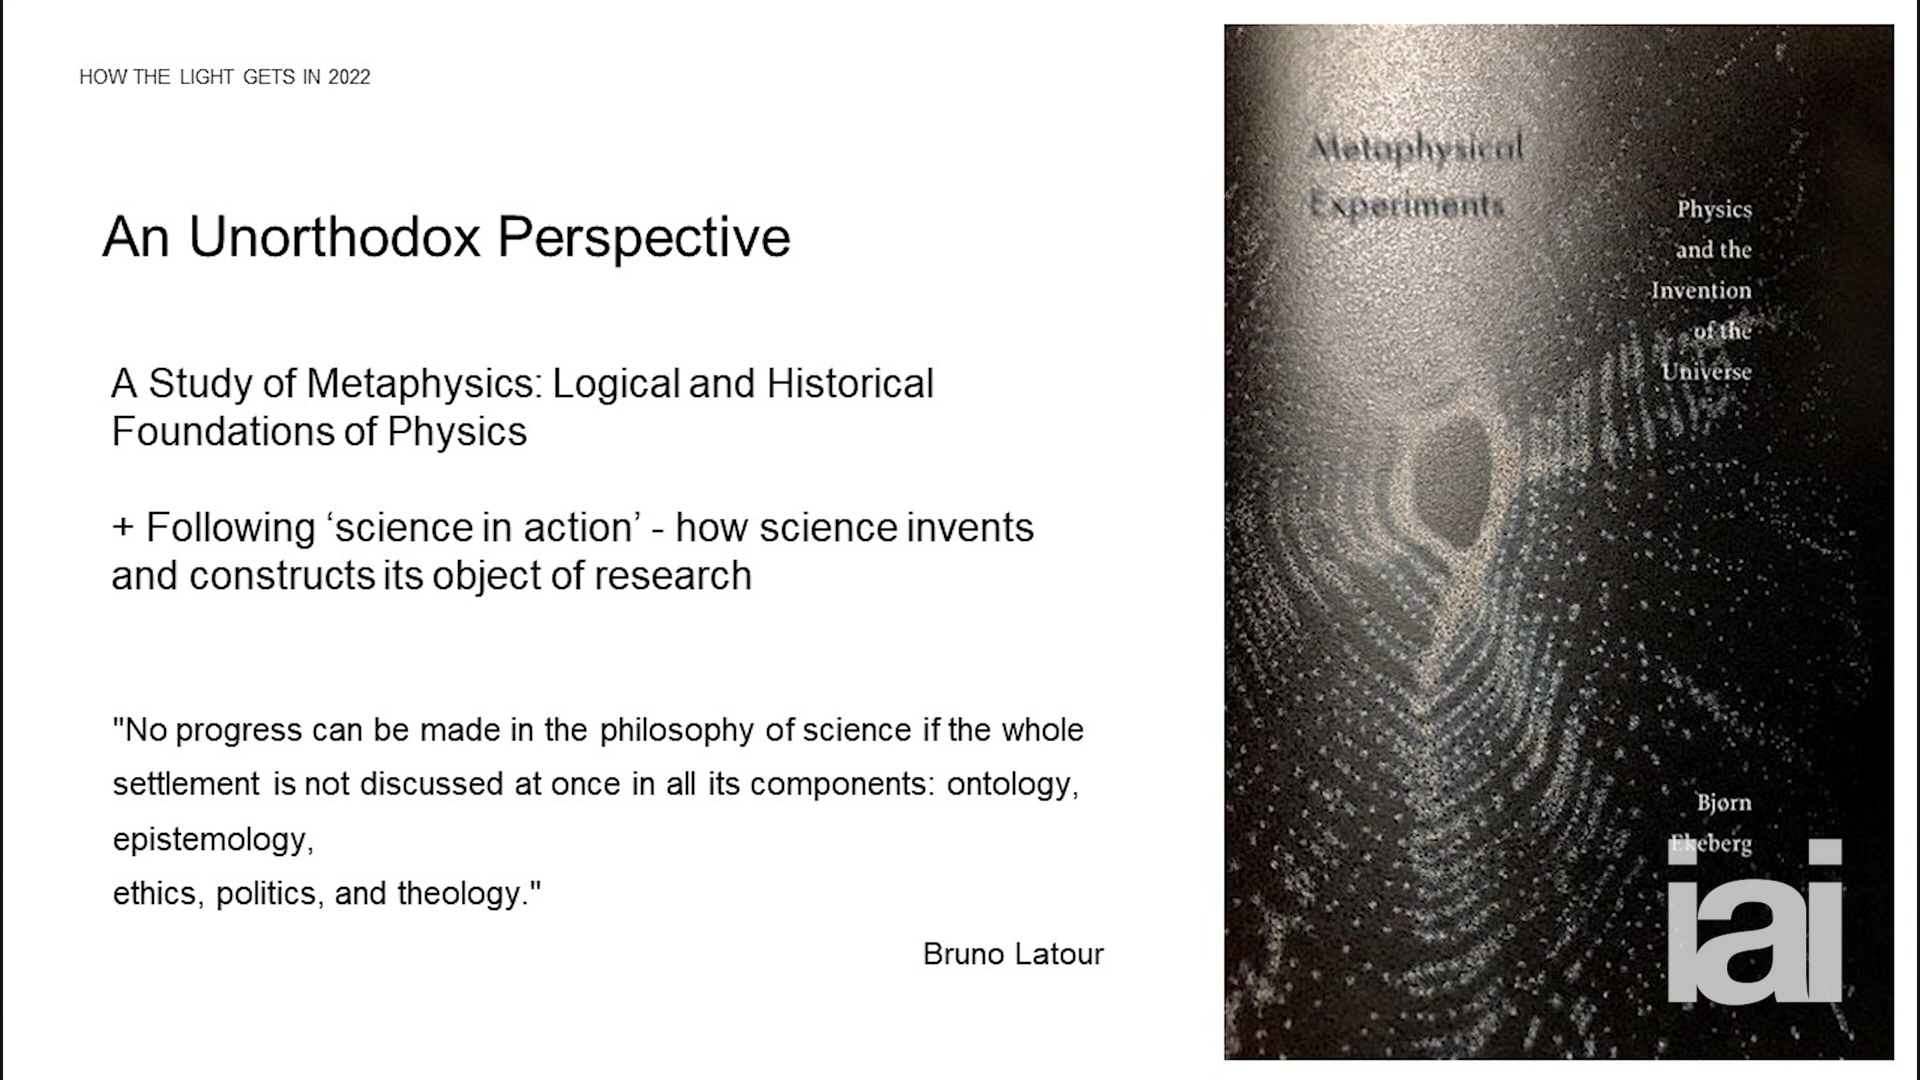 HOW THE LIGHT GETS IN 2022
An Unorthodox Perspective
A Study of Metaphysics: Logical and Historical
Foundations of Physics
+ Following ‘science in action’ - how science invents
and constructs its object of research
"No progress can be made in the philosophy of science if the whole
settlement is not discussed at once in all its components: ontology,
epistemology,
ethics, politics, and theology."
Bruno Latour
Metaphysical
Experiments
Physics
and the
Invention
of the
Universe
Bjørn
Ekeberg
iai